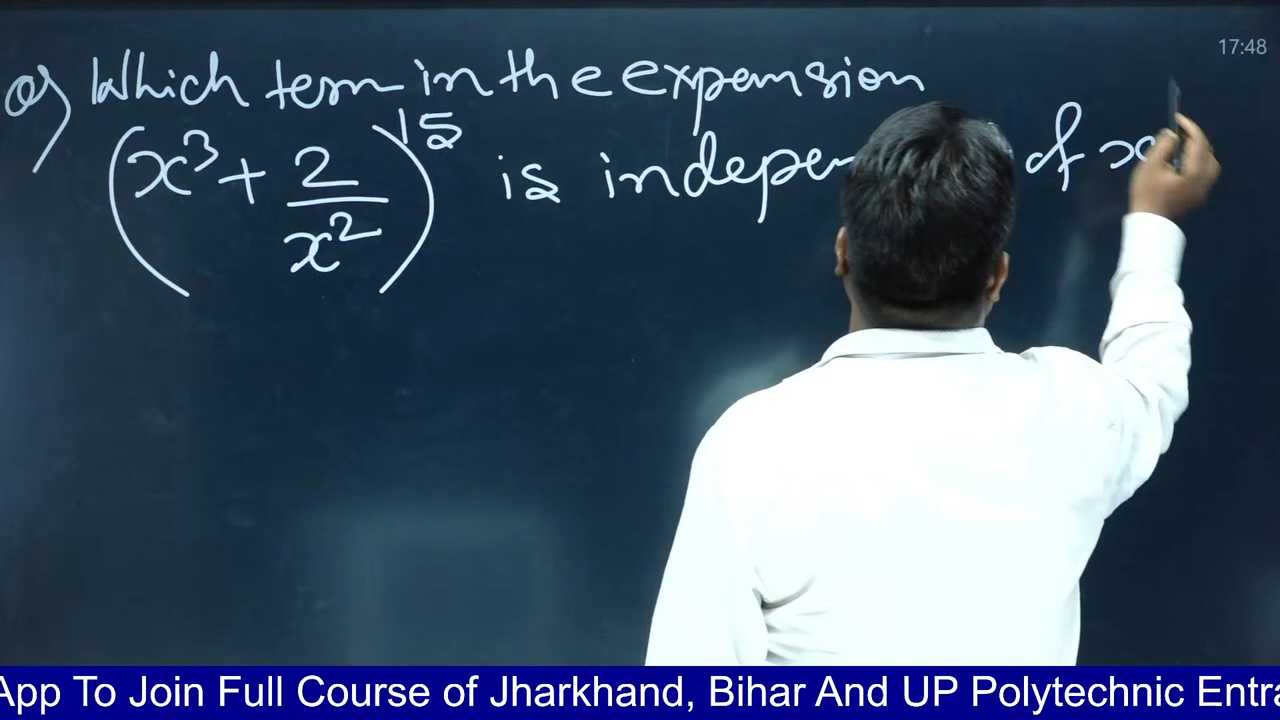 Q) Which term in the expansion
(x³ + 2/x²)¹⁵ is indepen of x
17:48
App To Join Full Course of Jharkhand, Bihar And UP Polytechnic Entra